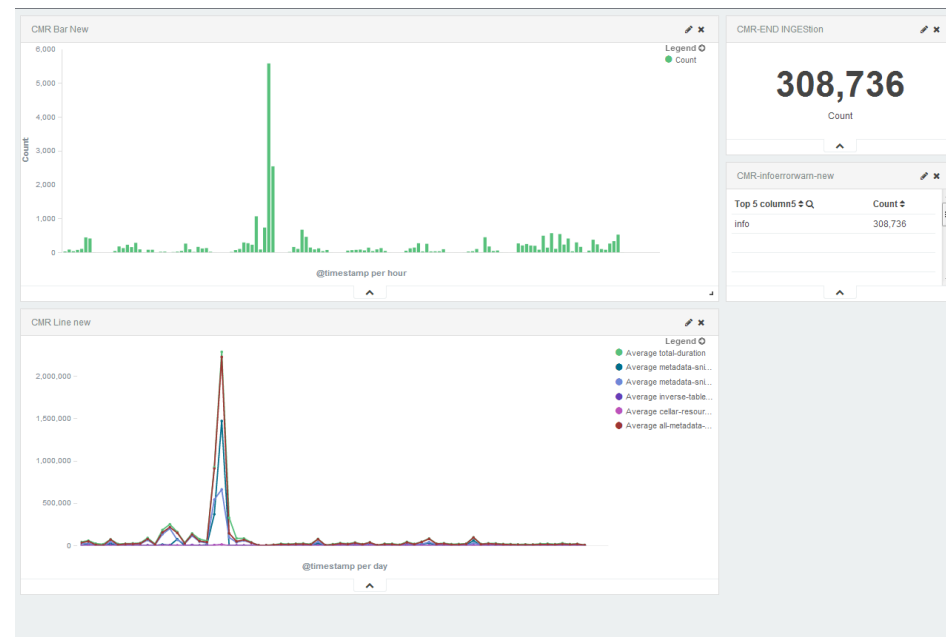 CMR Bar New
6,000
5,000
4,000
3,000
2,000
1,000
0
Count
@timestamp per hour
Legend
Count
CMR-END INGEStion
308,736
Count
CMR-infoerrorwarn-new
Top 5 column5 Count
info 308,736
CMR Line new
2,000,000
1,500,000
1,000,000
500,000
0
@timestamp per day
Legend
Average total-duration
Average metadata-sni...
Average metadata-sni...
Average inverse-table...
Average cellar-resour...
Average all-metadata-...